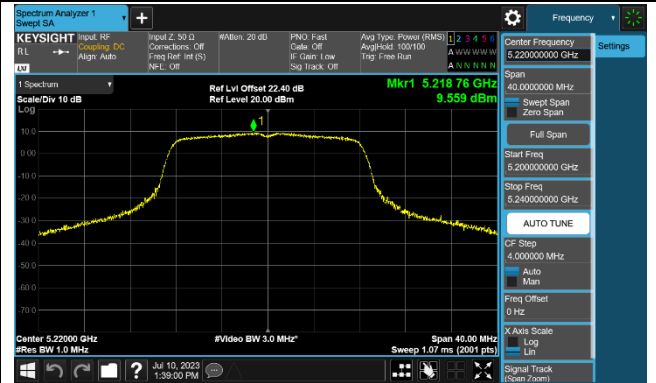 Spectrum Analyzer 1
Swept SA
Frequency
KEYSIGHT
RL
LXI
Input: RF
Coupling: DC
Align: Auto
Input Z: 50 Ω
Corrections: Off
Freq Ref: Int (S)
NFE: Off
#Atten: 20 dB
PNO: Fast
Gate: Off
IF Gain: Low
Sig Track: Off
Avg Type: Power (RMS)
Avg|Hold: 100/100
Trig: Free Run
1 2 3 4 5 6
A W W W W W
A N N N N N
1 Spectrum
Scale/Div 10 dB
Log
Ref Lvl Offset 22.40 dB
Ref Level 20.00 dBm
Mkr1 5.218 76 GHz
9.559 dBm
1
10.0
0.00
-10.0
-20.0
-30.0
-40.0
-50.0
-60.0
-70.0
Center 5.22000 GHz
#Res BW 1.0 MHz
#Video BW 3.0 MHz*
Span 40.00 MHz
Sweep 1.07 ms (2001 pts)
Jul 10, 2023
1:39:00 PM
Center Frequency
5.220000000 GHz
Settings
Span
40.0000000 MHz
Swept Span
Zero Span
Full Span
Start Freq
5.200000000 GHz
Stop Freq
5.240000000 GHz
AUTO TUNE
CF Step
4.000000 MHz
Auto
Man
Freq Offset
0 Hz
X Axis Scale
Log
Lin
Signal Track
(Span Zoom)